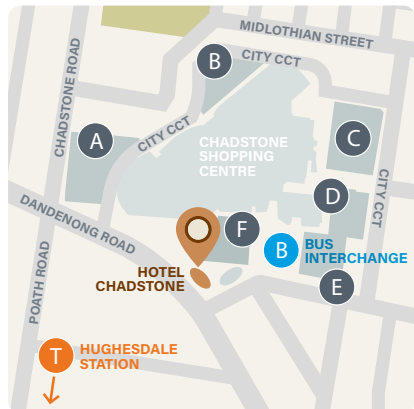 MIDLOTHIAN STREET
B
CITY CCT
CHADSTONE ROAD
A
CITY CCT
CHADSTONE
SHOPPING
CENTRE
C
CITY CCT
D
DANDENONG ROAD
F
B
BUS
INTERCHANGE
HOTEL
CHADSTONE
E
POATH ROAD
T
HUGHESDALE
STATION